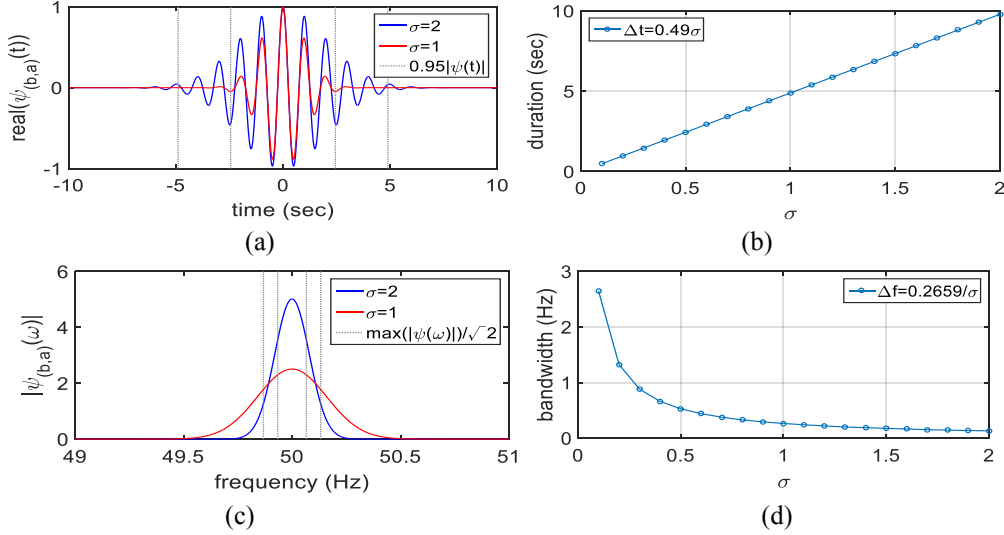 real(ψ(b,a)(t))
1
0
-1
σ=2
σ=1
0.95|ψ(t)|
-10
-5
0
5
10
time (sec)
(a)
duration (sec)
10
5
0
Δt=0.49σ
0
0.5
1
1.5
2
σ
(b)
|ψ(b,a)(ω)|
6
4
2
0
σ=2
σ=1
max(|ψ(ω)|)/√2
49
49.5
50
50.5
51
frequency (Hz)
(c)
bandwidth (Hz)
3
2
1
0
Δf=0.2659/σ
0
0.5
1
1.5
2
σ
(d)